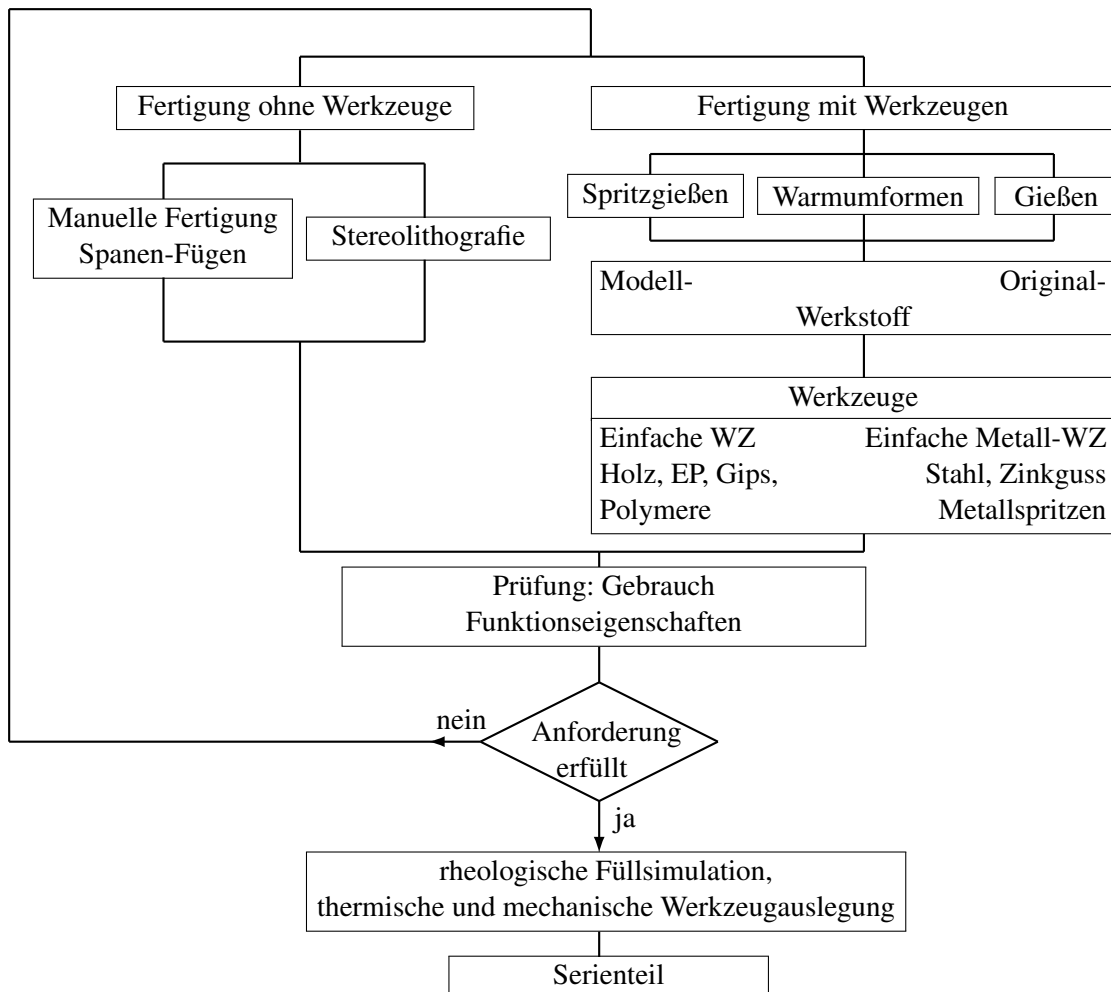 Fertigung ohne Werkzeuge
Fertigung mit Werkzeugen
Manuelle Fertigung
Spanen-Fügen
Stereolithografie
Spritzgießen
Warmumformen
Gießen
Modell- Original-
Werkstoff
Werkzeuge
Einfache WZ Einfache Metall-WZ
Holz, EP, Gips, Stahl, Zinkguss
Polymere Metallspritzen
Prüfung: Gebrauch
Funktionseigenschaften
nein
Anforderung
erfüllt
ja
rheologische Füllsimulation,
thermische und mechanische Werkzeugauslegung
Serienteil